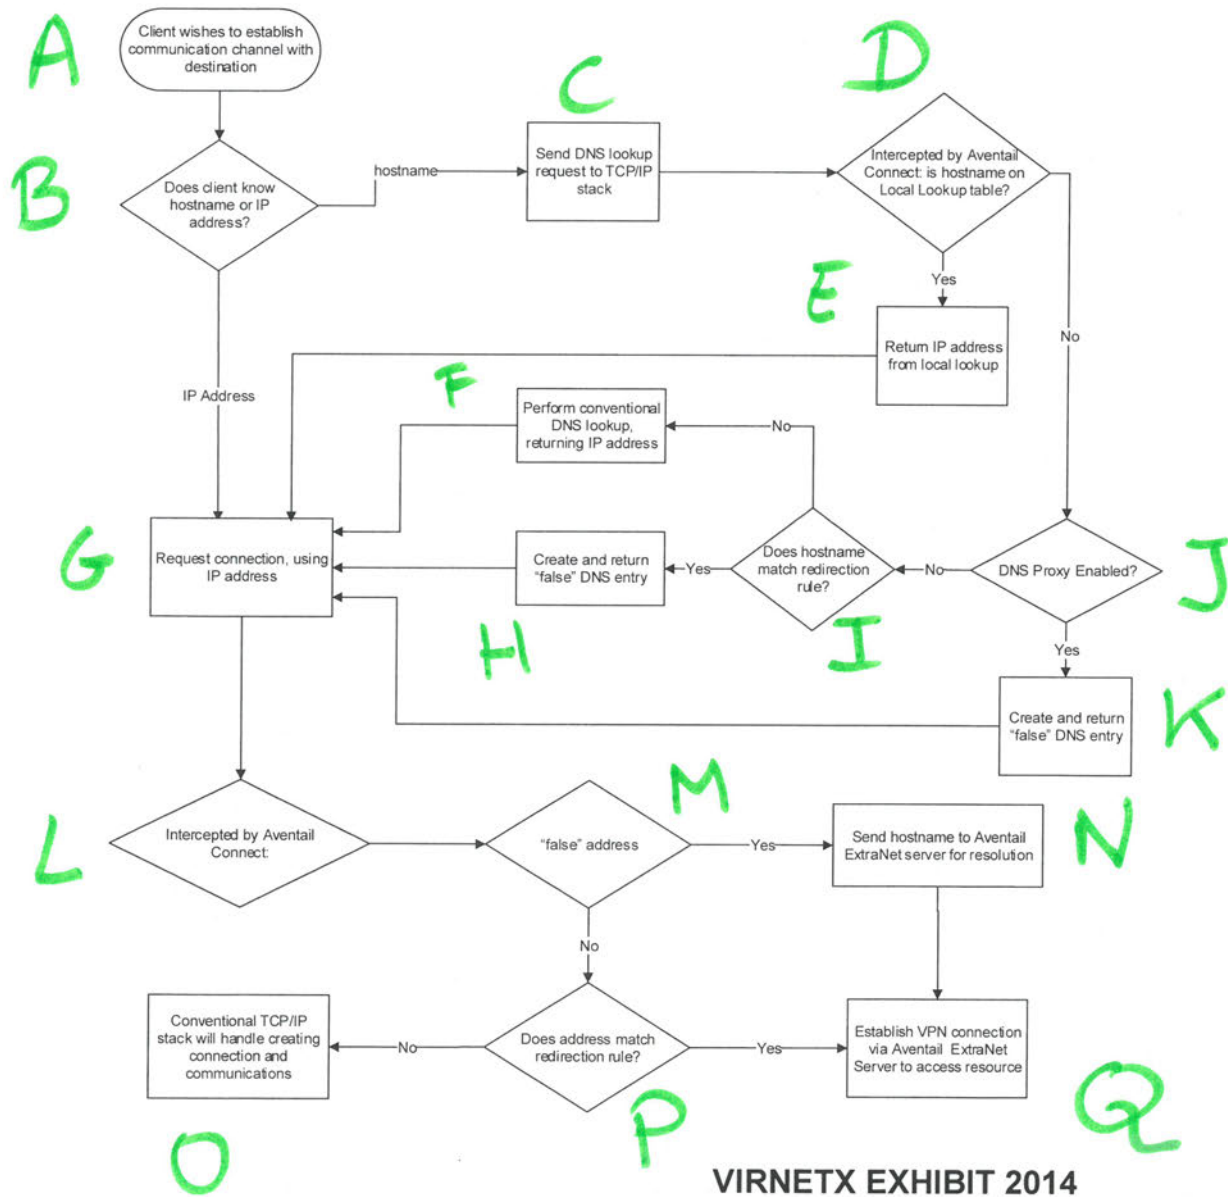 A
Client wishes to establish
communication channel with
destination
B
Does client know
hostname or IP
address?
hostname
C
Send DNS lookup
request to TCP/IP
stack
D
Intercepted by Aventail
Connect: is hostname on
Local Lookup table?
Yes
No
E
Return IP address
from local lookup
IP Address
F
Perform conventional
DNS lookup,
returning IP address
No
G
Request connection, using
IP address
H
Create and return
"false" DNS entry
Yes
I
Does hostname
match redirection
rule?
No
J
DNS Proxy Enabled?
Yes
K
Create and return
"false" DNS entry
L
Intercepted by Aventail
Connect:
M
"false" address
Yes
No
N
Send hostname to Aventail
ExtraNet server for resolution
O
Conventional TCP/IP
stack will handle creating
connection and
communications
No
P
Does address match
redirection rule?
Yes
Q
Establish VPN connection
via Aventail ExtraNet
Server to access resource
VIRNETX EXHIBIT 2014